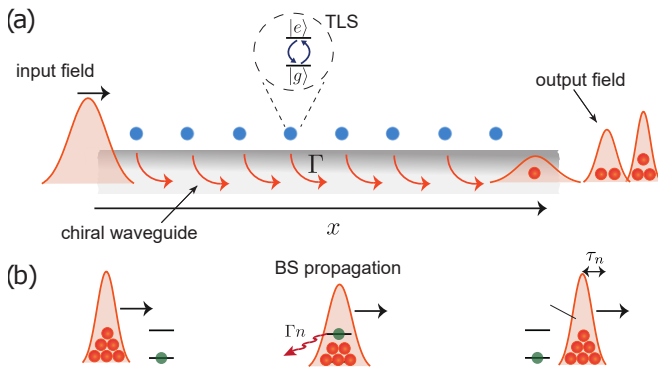 (a)
|e⟩
TLS
|g⟩
input field
output field
Γ
chiral waveguide
x
(b)
BS propagation
τₙ
Γn